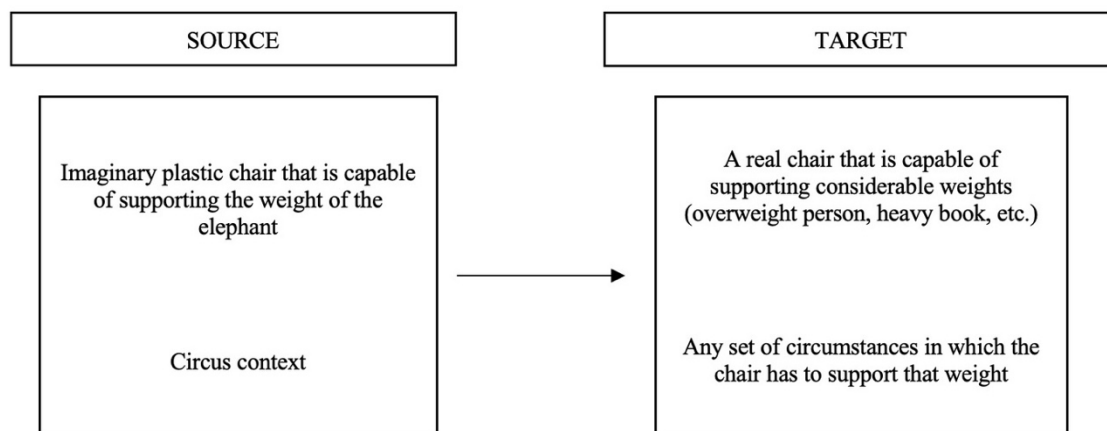 SOURCE
TARGET
Imaginary plastic chair that is capable
of supporting the weight of the
elephant
Circus context
A real chair that is capable of
supporting considerable weights
(overweight person, heavy book, etc.)
Any set of circumstances in which the
chair has to support that weight